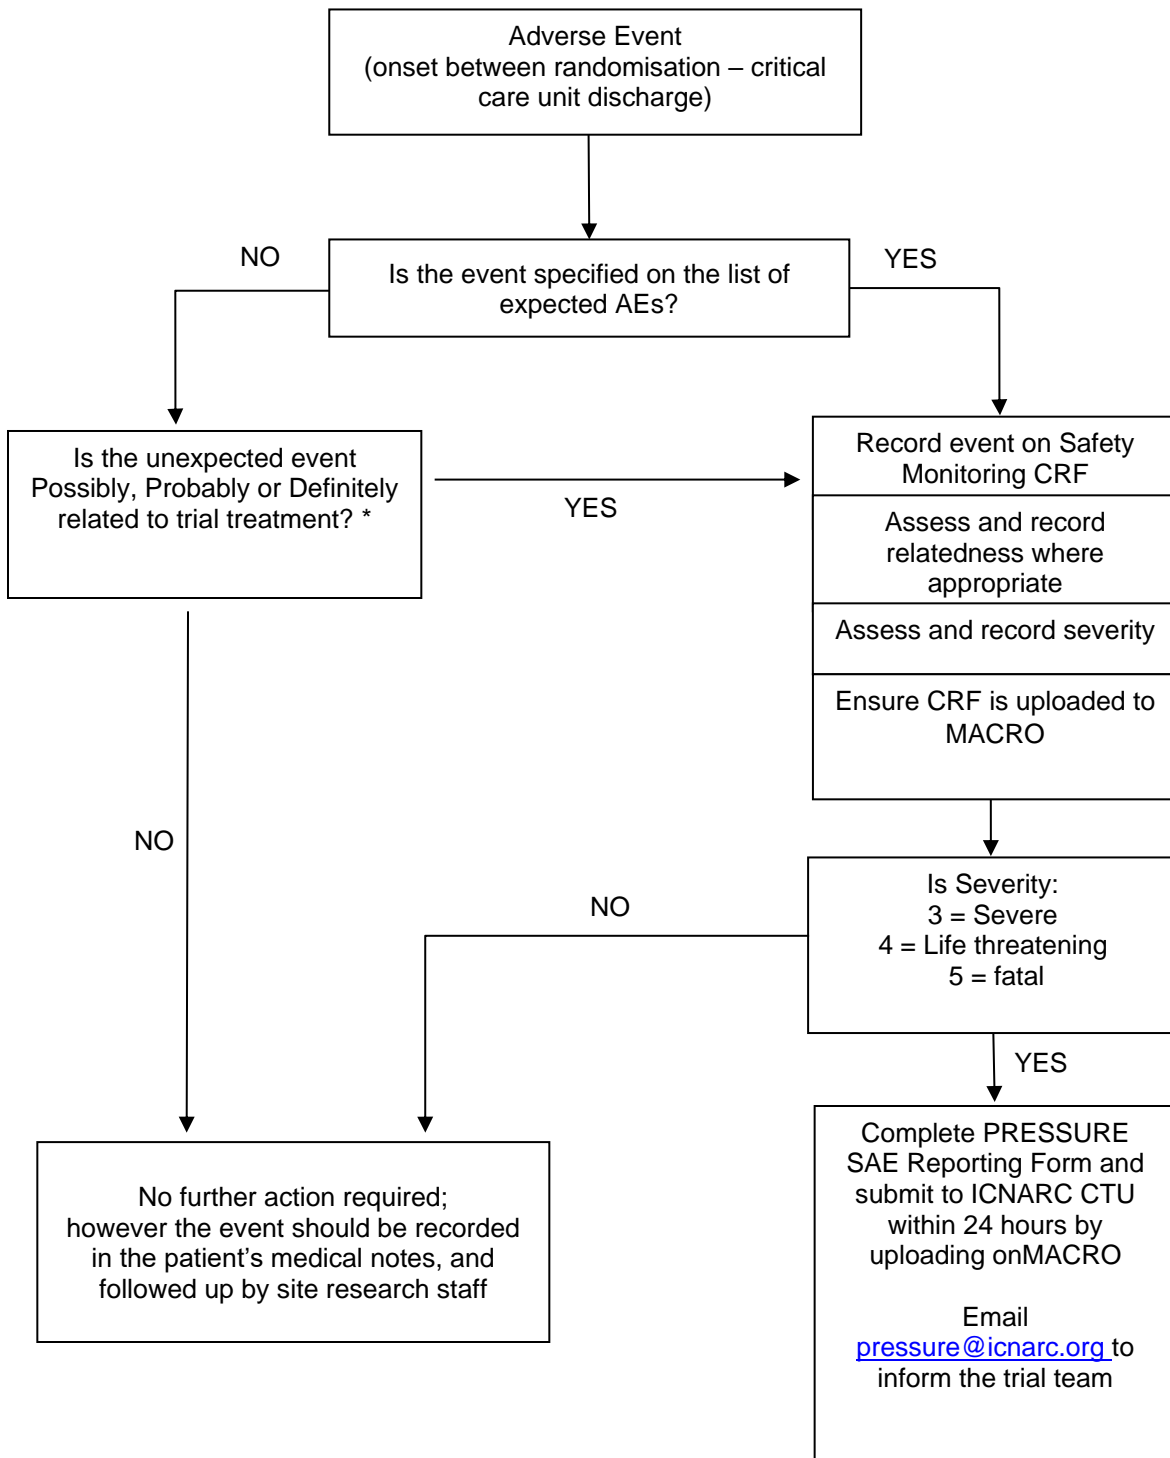 Adverse Event
(onset between randomisation – critical
care unit discharge)
NO
YES
Is the event specified on the list of
expected AEs?
Is the unexpected event
Possibly, Probably or Definitely
related to trial treatment? *
YES
Record event on Safety
Monitoring CRF
Assess and record
relatedness where
appropriate
Assess and record severity
Ensure CRF is uploaded to
MACRO
NO
NO
Is Severity:
3 = Severe
4 = Life threatening
5 = fatal
YES
No further action required;
however the event should be recorded
in the patient’s medical notes, and
followed up by site research staff
Complete PRESSURE
SAE Reporting Form and
submit to ICNARC CTU
within 24 hours by
uploading onMACRO
Email
pressure@icnarc.org to
inform the trial team